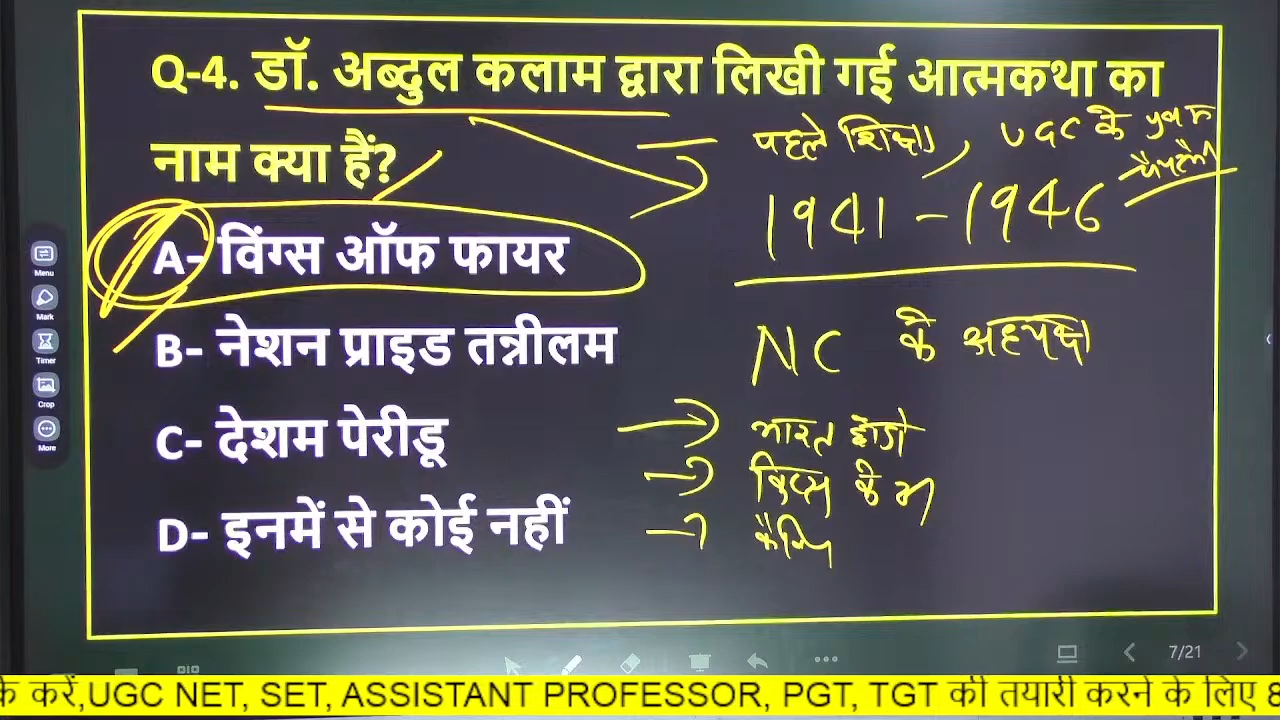 Q-4. डॉ. अब्दुल कलाम द्वारा लिखी गई आत्मकथा का
नाम क्या हैं?
A- विंग्स ऑफ फायर
B- नेशन प्राइड तन्नीलम
C- देशम पेरीडू
D- इनमें से कोई नहीं
पहले शिक्षा, UGC के
1941 - 1946
NC के
भारत छोडो
Menu
Mark
Timer
Crop
More
7/21
के करें,UGC NET, SET, ASSISTANT PROFESSOR, PGT, TGT की तयारी करने के लिए 8